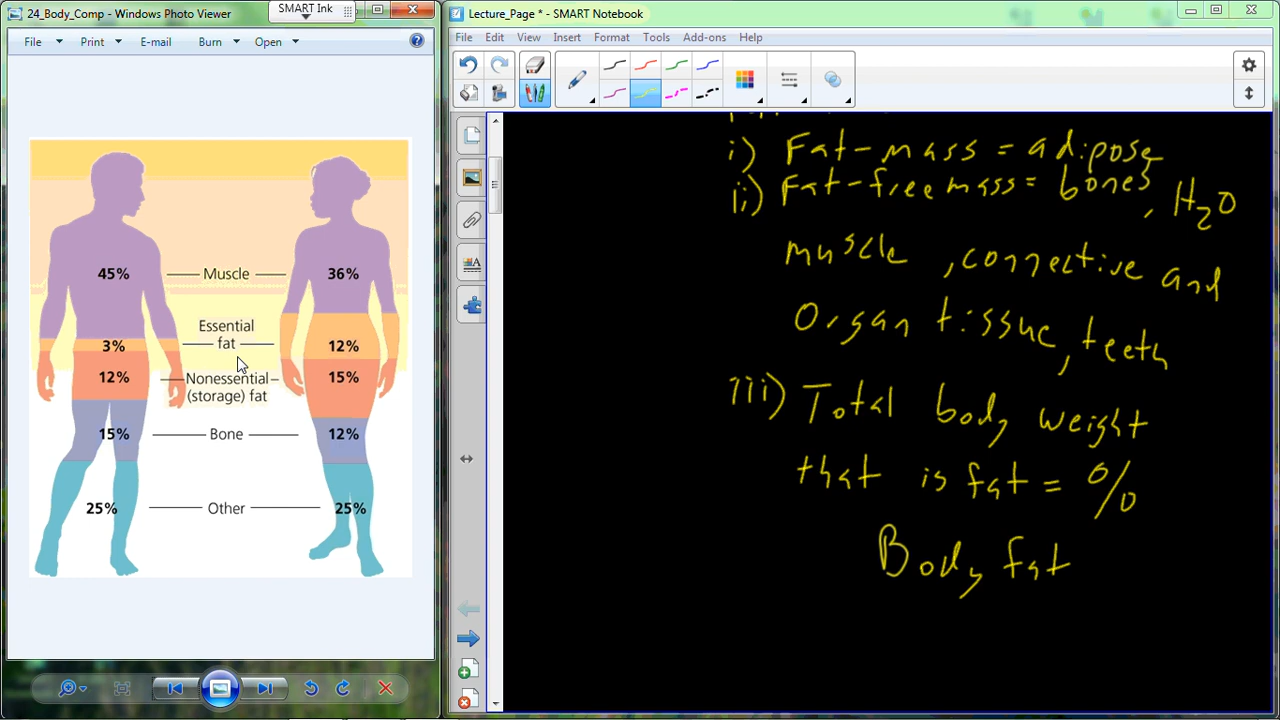 24_Body_Comp - Windows Photo Viewer
SMART Ink
File Print E-mail Burn Open
45% Muscle 36%
Essential
fat
3% 12%
12% Nonessential 15%
(storage) fat
15% Bone 12%
25% Other 25%
Lecture_Page * - SMART Notebook
File Edit View Insert Format Tools Add-ons Help
i) Fat-mass = adipose
ii) Fat-free mass = bones, H2O
muscle, connective and
organ tissue, teeth
iii) Total body weight
that is fat = %
Body fat